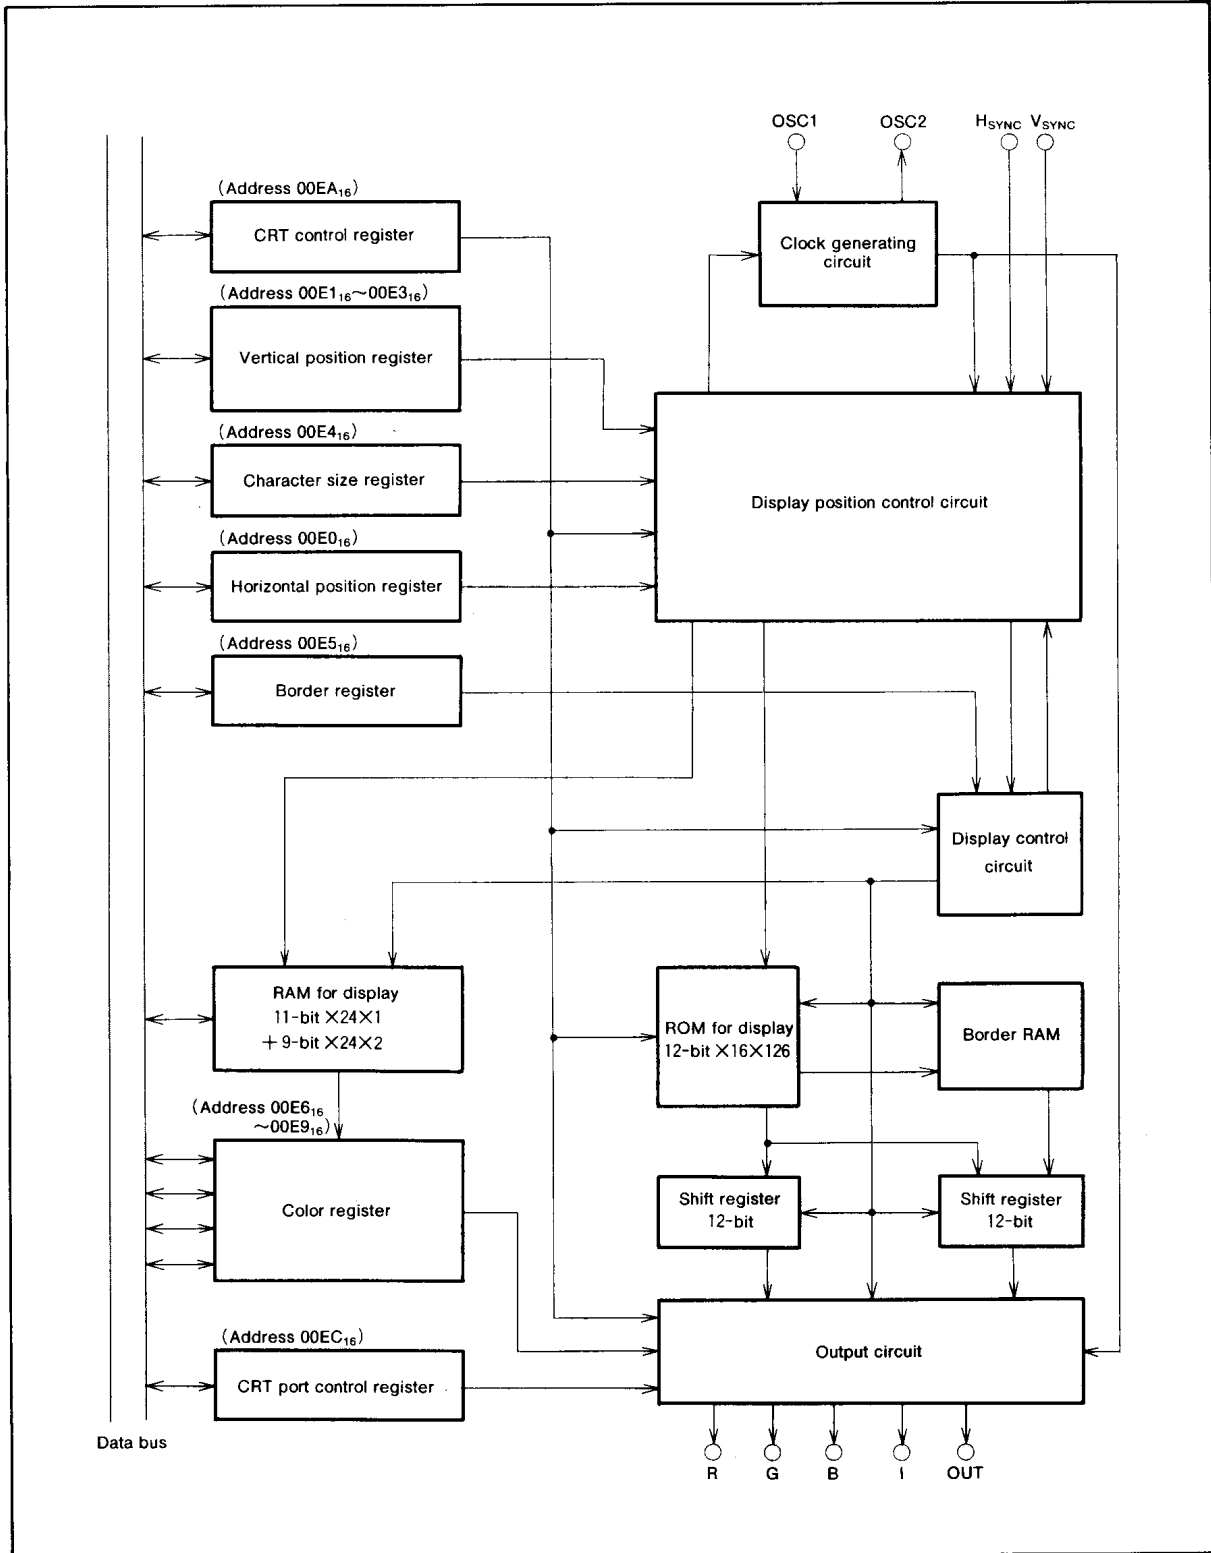 OSC1
OSC2
H_SYNC V_SYNC
(Address 00EA₁₆)
CRT control register
Clock generating
circuit
(Address 00E1₁₆~00E3₁₆)
Vertical position register
(Address 00E4₁₆)
Character size register
Display position control circuit
(Address 00E0₁₆)
Horizontal position register
(Address 00E5₁₆)
Border register
Display control
circuit
RAM for display
11-bit ×24×1
+9-bit ×24×2
ROM for display
12-bit ×16×126
Border RAM
(Address 00E6₁₆
~00E9₁₆)
Color register
Shift register
12-bit
Shift register
12-bit
(Address 00EC₁₆)
CRT port control register
Output circuit
Data bus
R
G
B
I
OUT